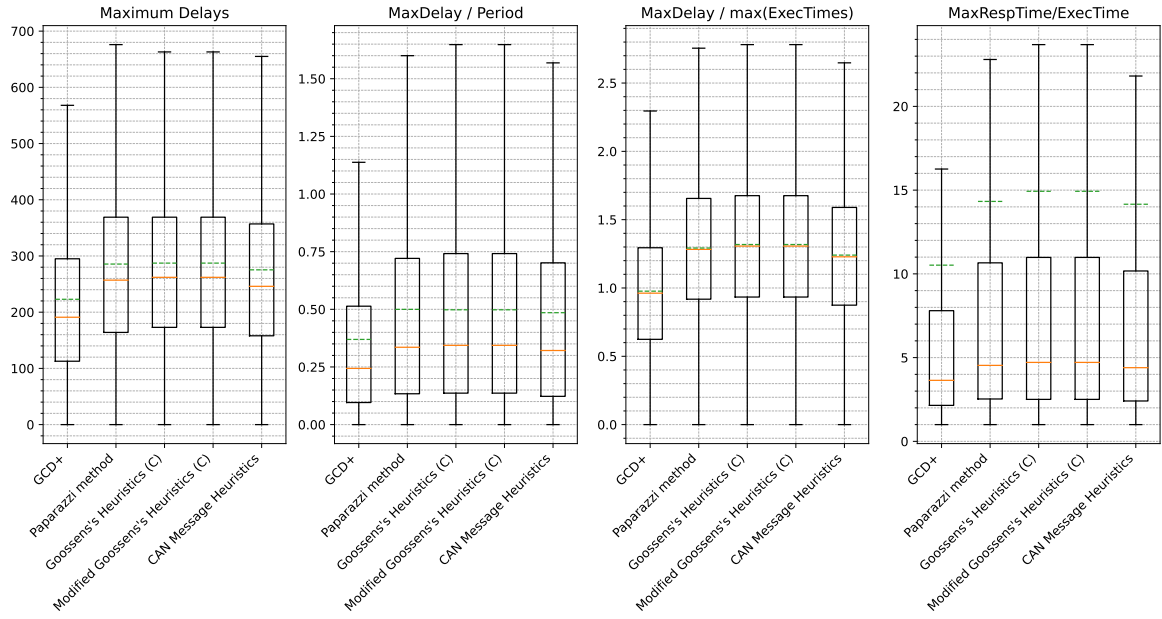 Maximum Delays
700
600
500
400
300
200
100
0
GCD+
Paparazzi method
Goossens's Heuristics (C)
Modified Goossens's Heuristics (C)
CAN Message Heuristics
MaxDelay / Period
1.50
1.25
1.00
0.75
0.50
0.25
0.00
GCD+
Paparazzi method
Goossens's Heuristics (C)
Modified Goossens's Heuristics (C)
CAN Message Heuristics
MaxDelay / max(ExecTimes)
2.5
2.0
1.5
1.0
0.5
0.0
GCD+
Paparazzi method
Goossens's Heuristics (C)
Modified Goossens's Heuristics (C)
CAN Message Heuristics
MaxRespTime/ExecTime
20
15
10
5
0
GCD+
Paparazzi method
Goossens's Heuristics (C)
Modified Goossens's Heuristics (C)
CAN Message Heuristics